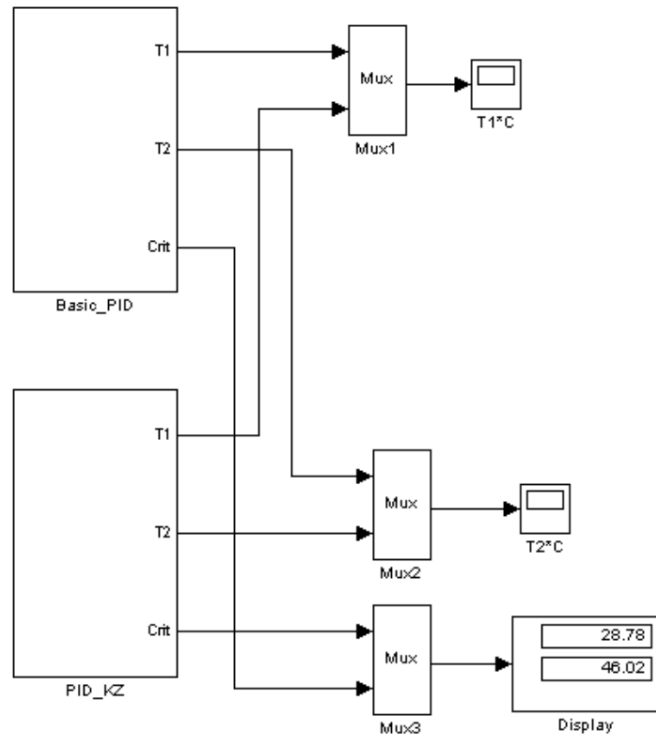 T1
T2
Crit
Basic_PID
Mux
Mux1
T1*C
T1
T2
Crit
PID_KZ
Mux
Mux2
T2*C
Mux
Mux3
28.78
46.02
Display